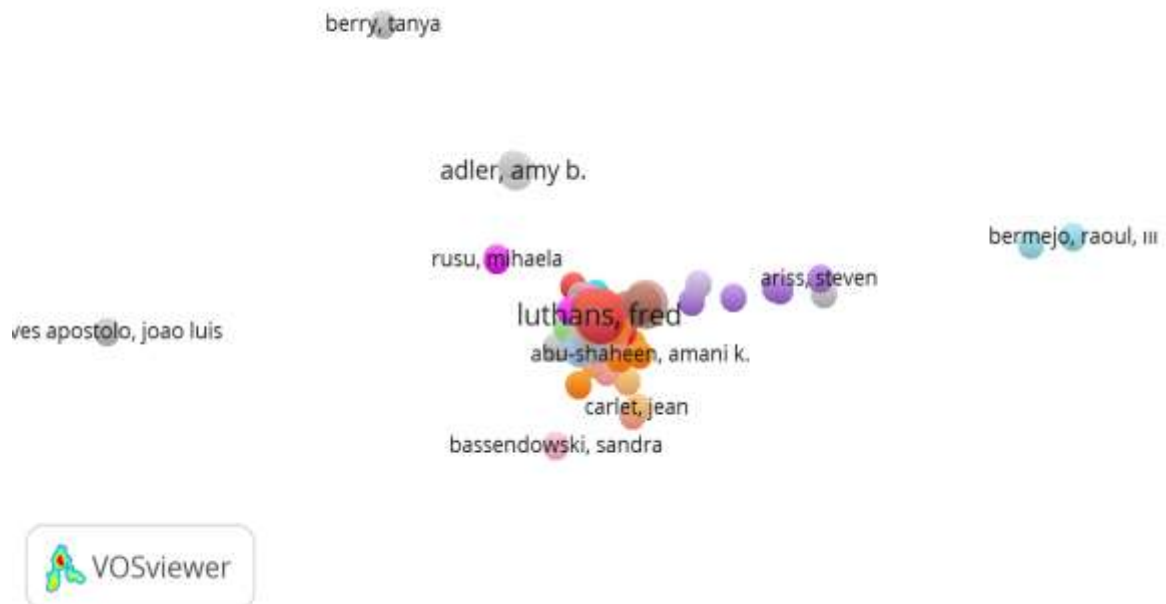 berry, tanya
adler, amy b.
bermejo, raoul, iii
rusu, mihaela
ariss, steven
luthans, fred
ves apostolo, joao luis
abu-shaheen, amani k.
carlet, jean
bassendowski, sandra
VOSviewer